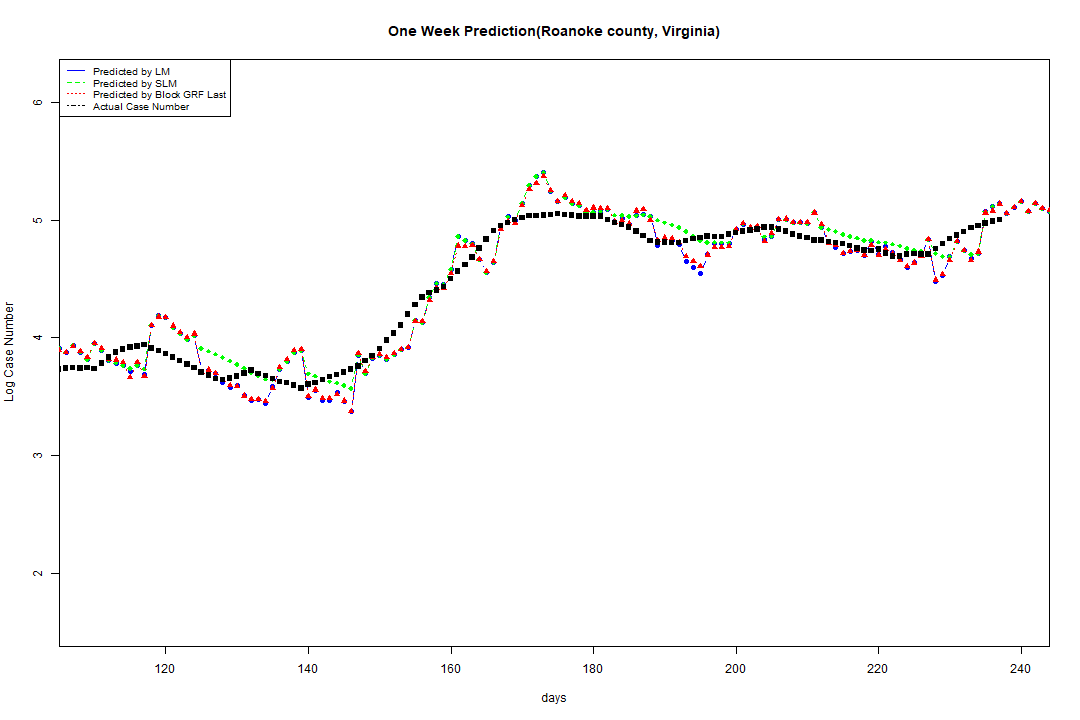 One Week Prediction(Roanoke county, Virginia)
Predicted by LM
Predicted by SLM
Predicted by Block GRF Last
Actual Case Number
Log Case Number
6
5
4
3
2
120 140 160 180 200 220 240
days